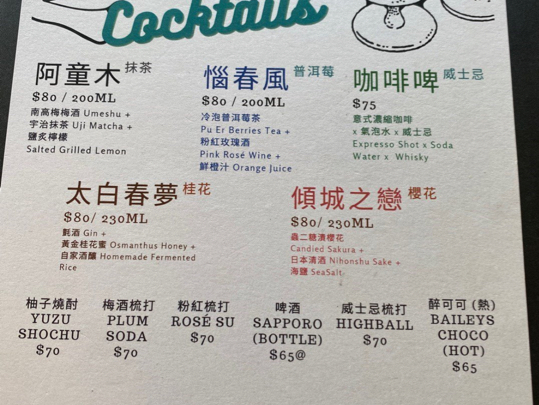 Cocktails
阿童木 抹茶
$80 / 200ML
南高梅梅酒 Umeshu +
宇治抹茶 Uji Matcha +
鹽炙檸檬
Salted Grilled Lemon
惱春風 普洱莓
$80 / 200ML
冷泡普洱莓茶
Pu Er Berries Tea +
粉紅玫瑰酒
Pink Rosé Wine +
鮮橙汁 Orange Juice
咖啡啤 威士忌
$75
意式濃縮咖啡
x 氣泡水 x 威士忌
Expresso Shot x Soda
Water x Whisky
太白春夢 桂花
$80/ 230ML
氈酒 Gin +
黃金桂花蜜 Osmanthus Honey +
自家酒釀 Homemade Fermented
Rice
傾城之戀 櫻花
$80/ 230ML
蟲二糖漬櫻花
Candied Sakura +
日本清酒 Nihonshu Sake +
海鹽 SeaSalt
柚子燒酎
YUZU
SHOCHU
$70
梅酒梳打
PLUM
SODA
$70
粉紅梳打
ROSÉ SU
$70
啤酒
SAPPORO
(BOTTLE)
$65@
威士忌梳打
HIGHBALL
$70
醉可可 (熱)
BAILEYS
CHOCO
(HOT)
$65